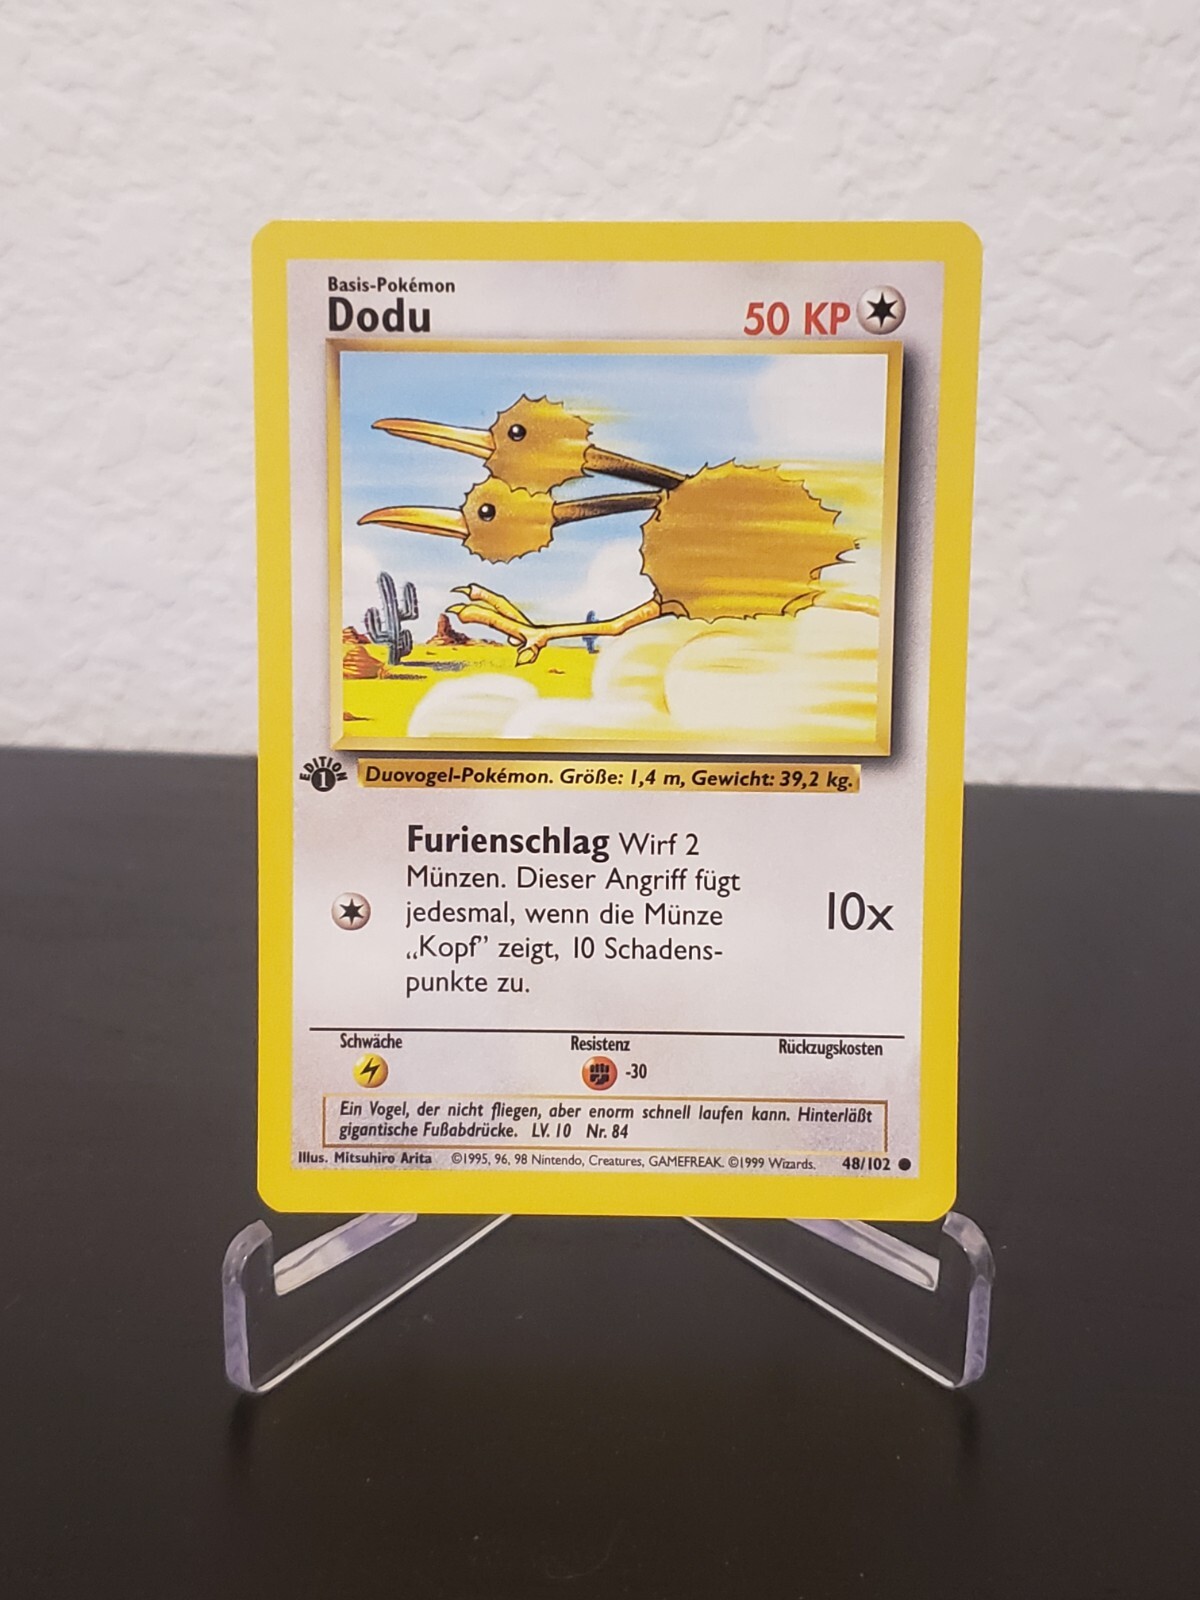 Basis-Pokémon
Dodu
50 KP
EDITION
1
Duovogel-Pokémon. Größe: 1,4 m, Gewicht: 39,2 kg.
Furienschlag Wirf 2
Münzen. Dieser Angriff fügt
jedesmal, wenn die Münze
„Kopf” zeigt, 10 Schadens-
punkte zu.
10x
Schwäche
Resistenz
Rückzugskosten
-30
Ein Vogel, der nicht fliegen, aber enorm schnell laufen kann. Hinterläßt
gigantische Fußabdrücke. LV. 10 Nr. 84
Illus. Mitsuhiro Arita ©1995, 96, 98 Nintendo, Creatures, GAMEFREAK. ©1999 Wizards. 48/102